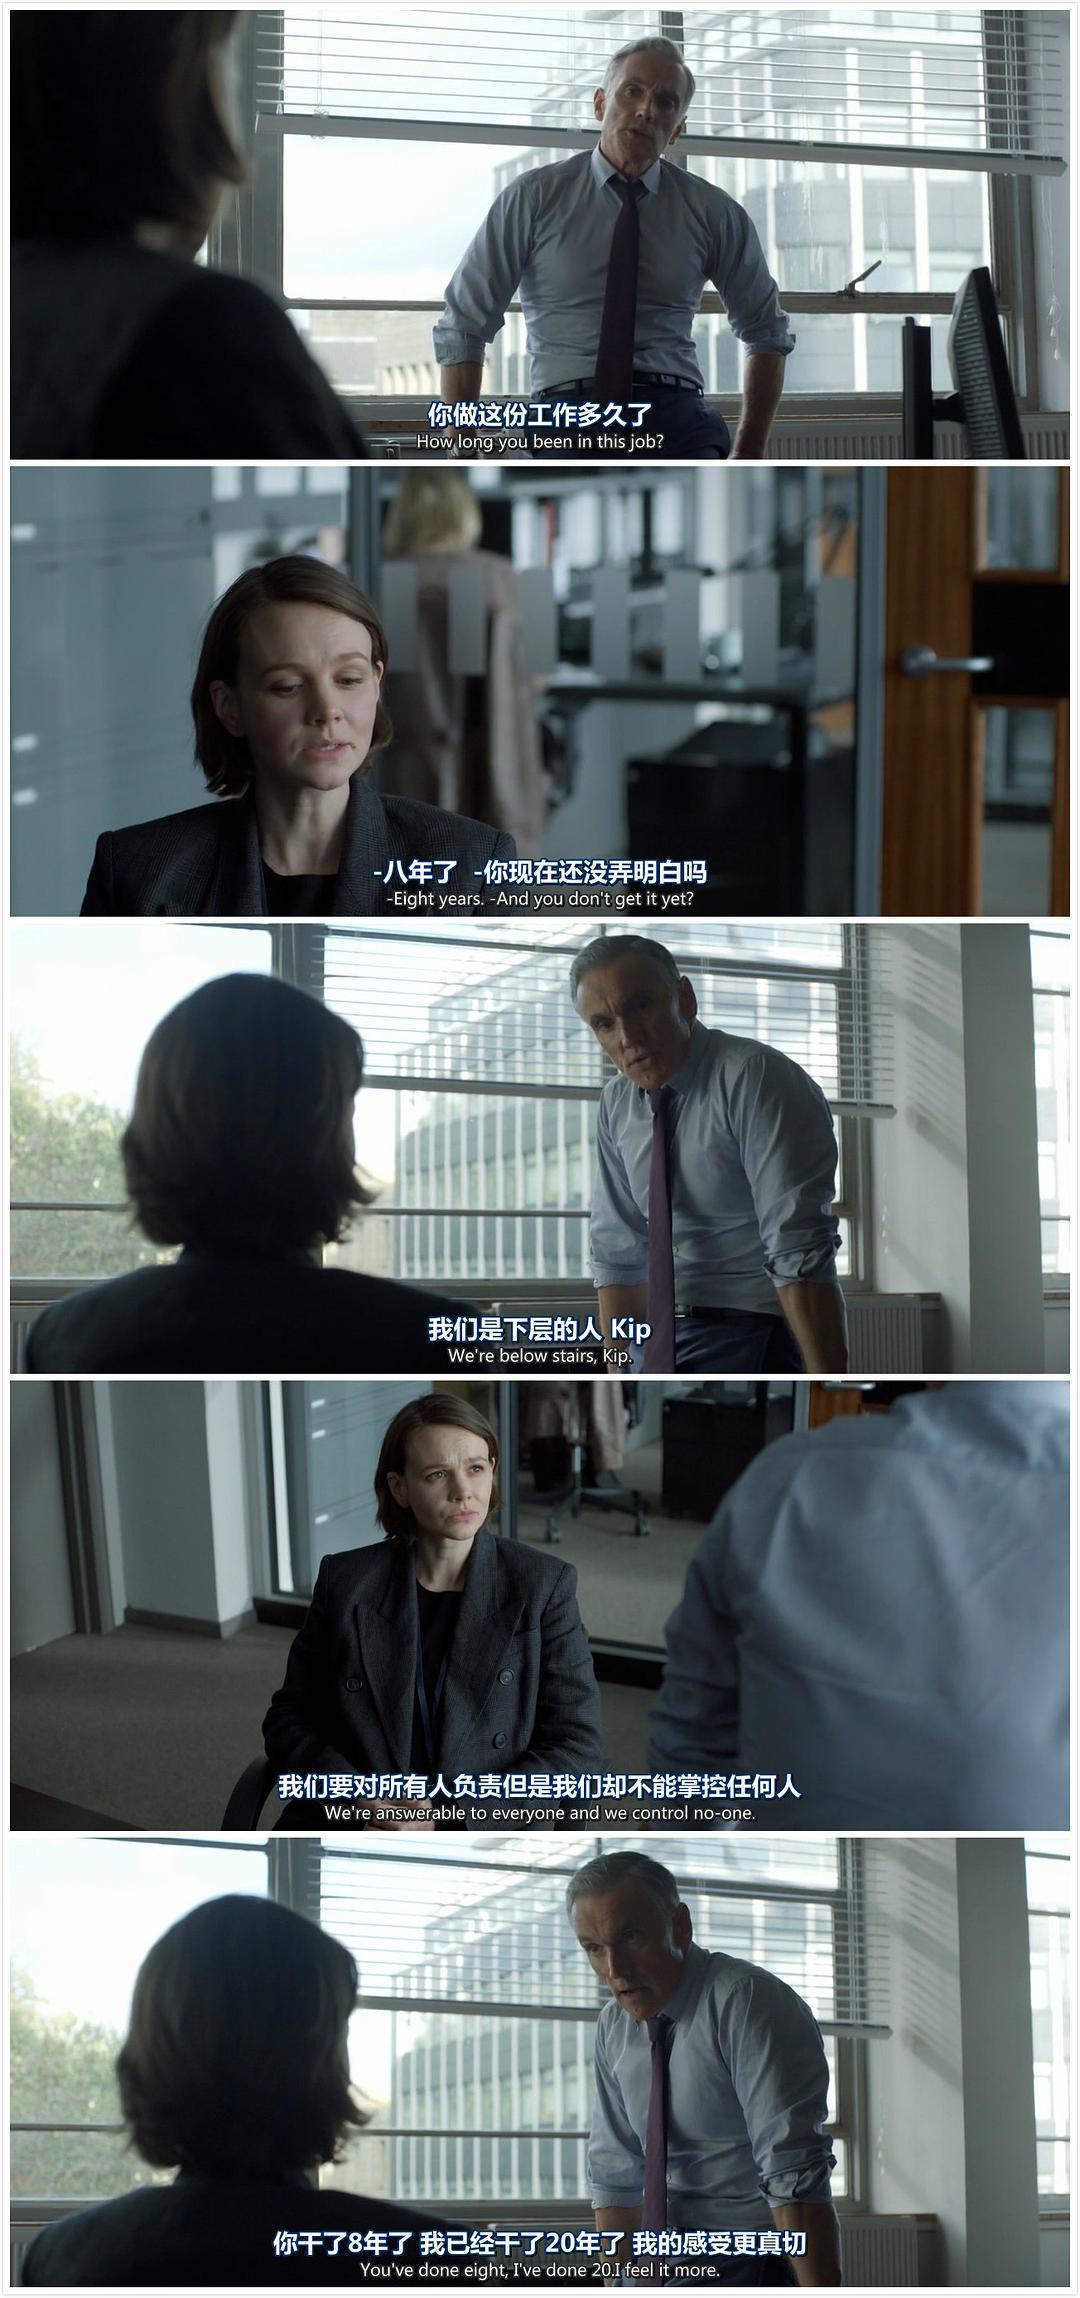 你做这份工作多久了
How long you been in this job?
-八年了 -你现在还没弄明白吗
-Eight years. -And you don't get it yet?
我们是下层的人 Kip
We're below stairs, Kip.
我们要对所有人负责但是我们却不能掌控任何人
We're answerable to everyone and we control no-one.
你干了8年了 我已经干了20年了 我的感受更真切
You've done eight, I've done 20.I feel it more.